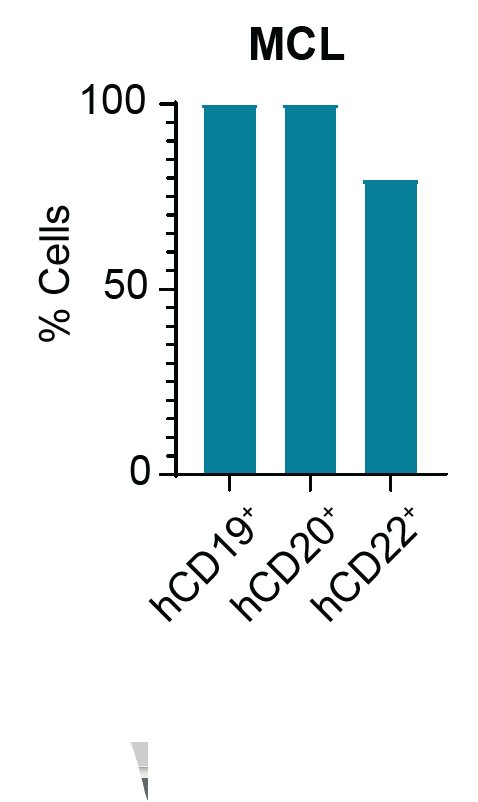 MCL
100
50
0
% Cells
hCD19⁺
hCD20⁺
hCD22⁺